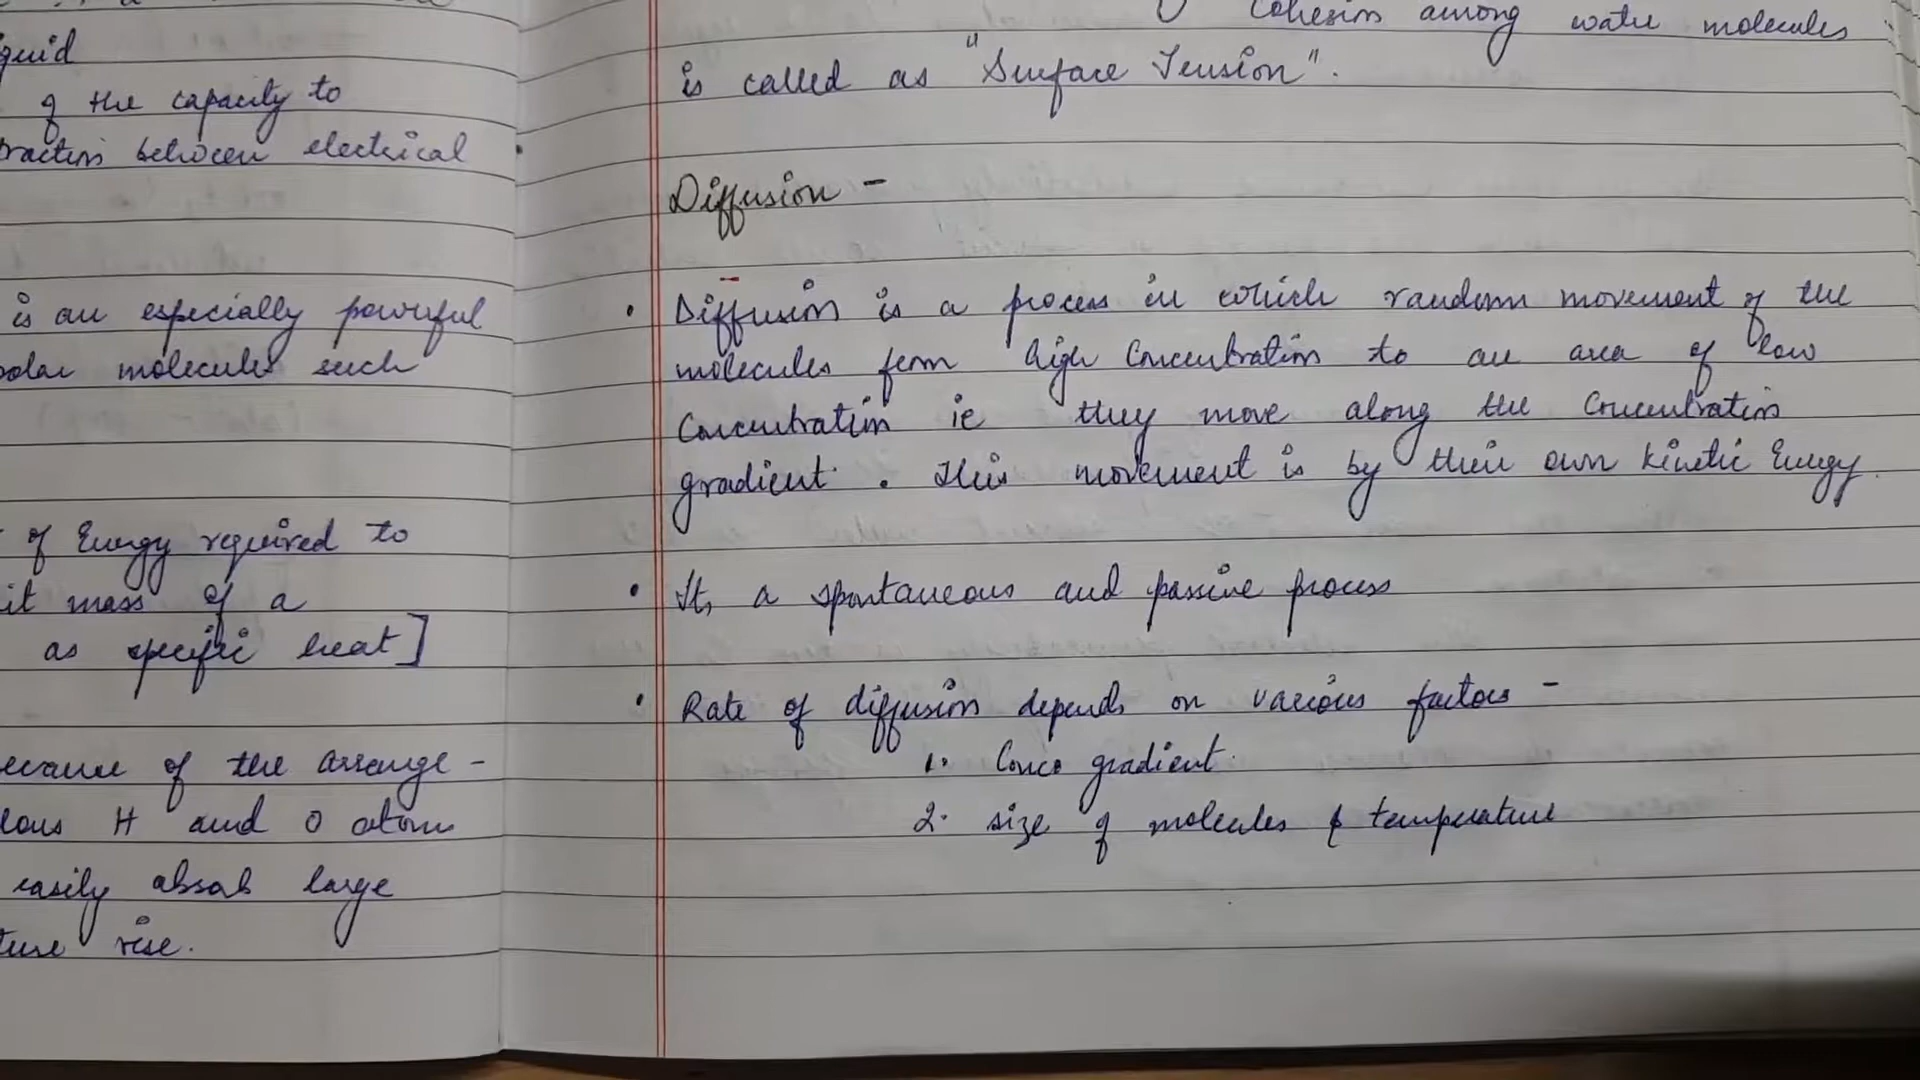 quid
of the capacity to
traction between electrical
is an especially powerful
polar molecules such
of Energy required to
it mass of a
as specific heat]
ecause of the arrange -
H and O atom
easily absorb large
ture rise.
Cohesion among water molecules
is called as "Surface Tension".
Diffusion -
• Diffusion is a process in which random movement of the
molecules ferm high Concentration to an area of low
Concentration ie they move along the Concentration
gradient. This movement is by their own kinetic Energy.
• Its a spontaneous and passive process
• Rate of diffusion depends on various factors -
1. Conco gradient.
2. size of molecules & temperature